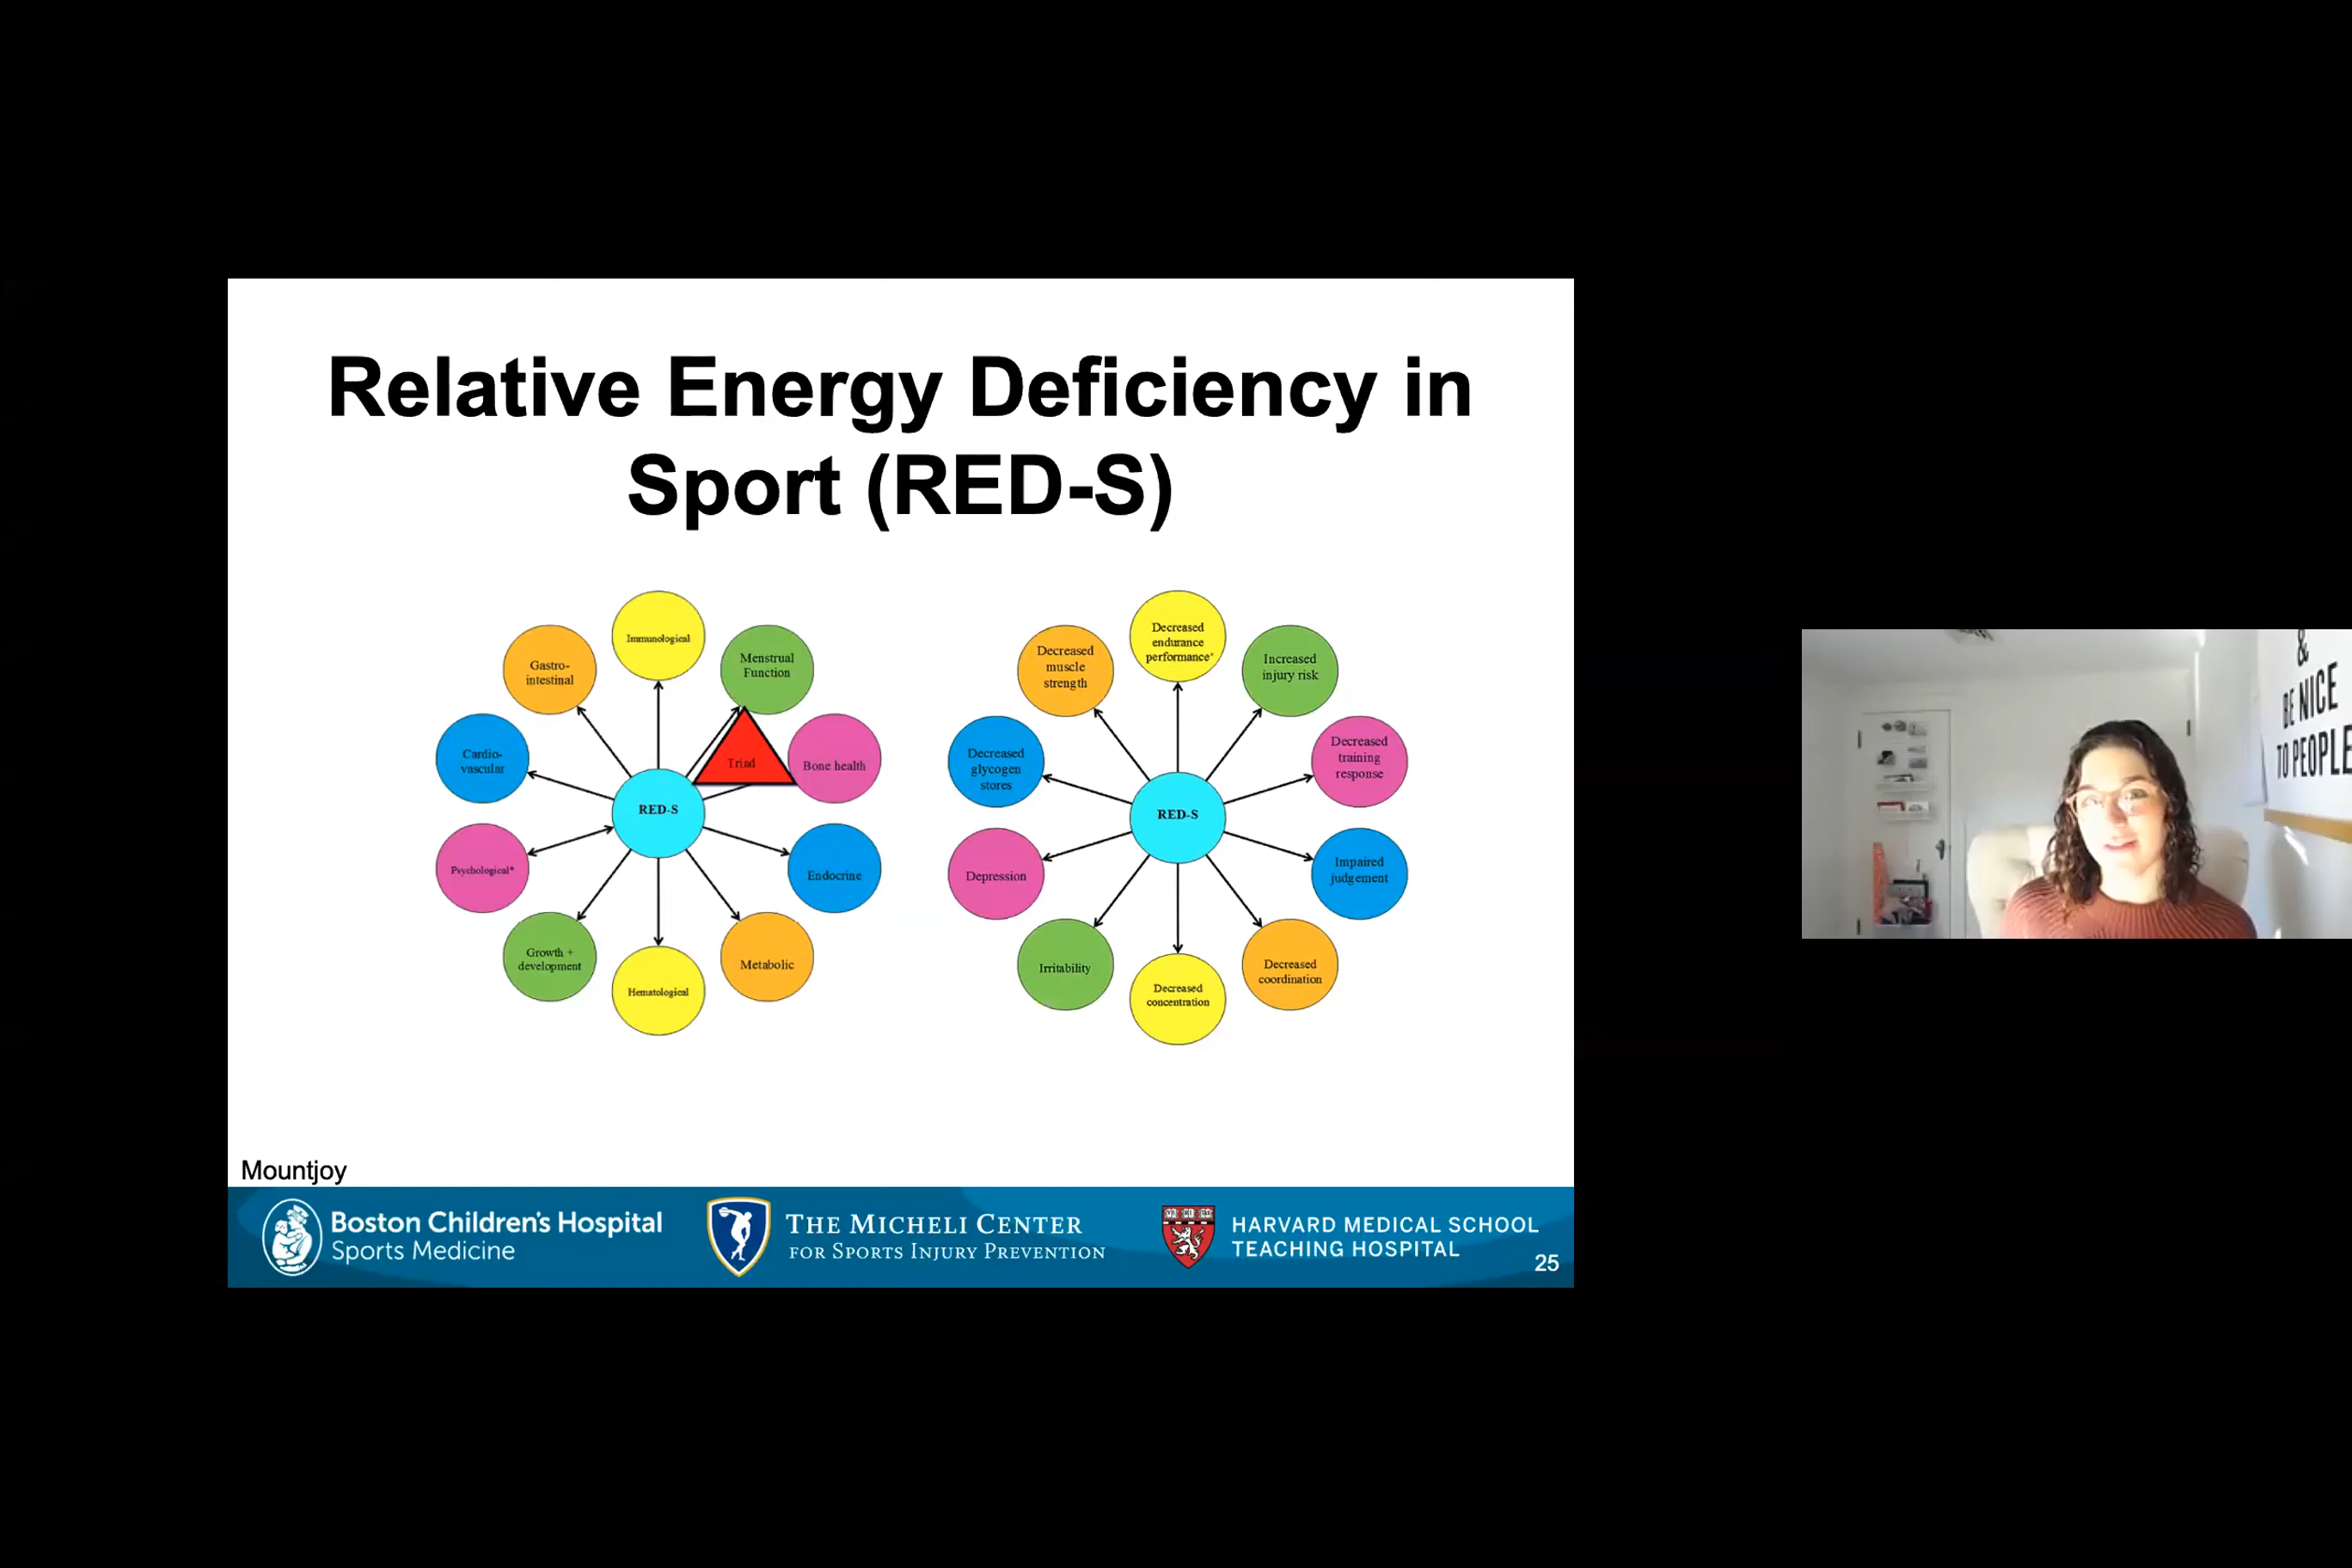 Relative Energy Deficiency in
Sport (RED-S)
Immunological
Menstrual
Function
Gastro-
intestinal
Cardio-
vascular
Triad
Bone health
RED-S
Psychological*
Endocrine
Growth +
development
Metabolic
Hematological
Decreased
endurance
performance+
Decreased
muscle
strength
Increased
injury risk
Decreased
glycogen
stores
Decreased
training
response
RED-S
Depression
Impaired
judgement
Irritability
Decreased
coordination
Decreased
concentration
Mountjoy
Boston Children's Hospital
Sports Medicine
THE MICHELI CENTER
FOR SPORTS INJURY PREVENTION
HARVARD MEDICAL SCHOOL
TEACHING HOSPITAL
25
&
BE NICE
TO PEOPLE